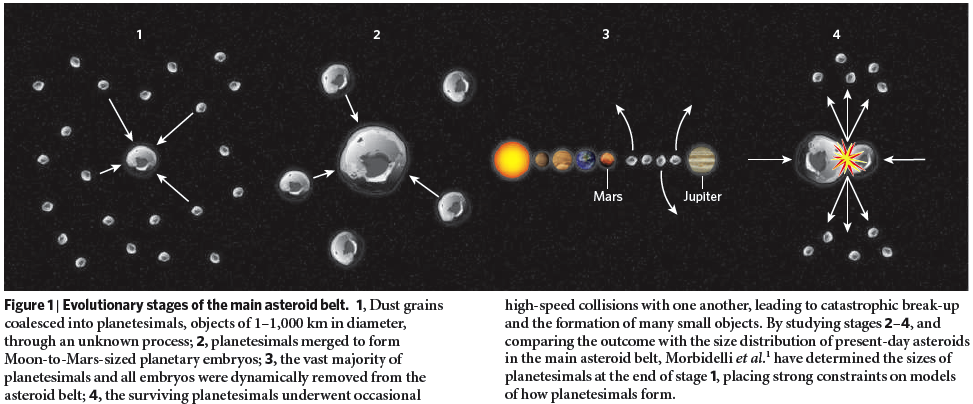 1
2
3
4
Mars
Jupiter
Figure 1 | Evolutionary stages of the main asteroid belt. 1, Dust grains
coalesced into planetesimals, objects of 1–1,000 km in diameter,
through an unknown process; 2, planetesimals merged to form
Moon-to-Mars-sized planetary embryos; 3, the vast majority of
planetesimals and all embryos were dynamically removed from the
asteroid belt; 4, the surviving planetesimals underwent occasional
high-speed collisions with one another, leading to catastrophic break-up
and the formation of many small objects. By studying stages 2–4, and
comparing the outcome with the size distribution of present-day asteroids
in the main asteroid belt, Morbidelli et al.¹ have determined the sizes of
planetesimals at the end of stage 1, placing strong constraints on models
of how planetesimals form.